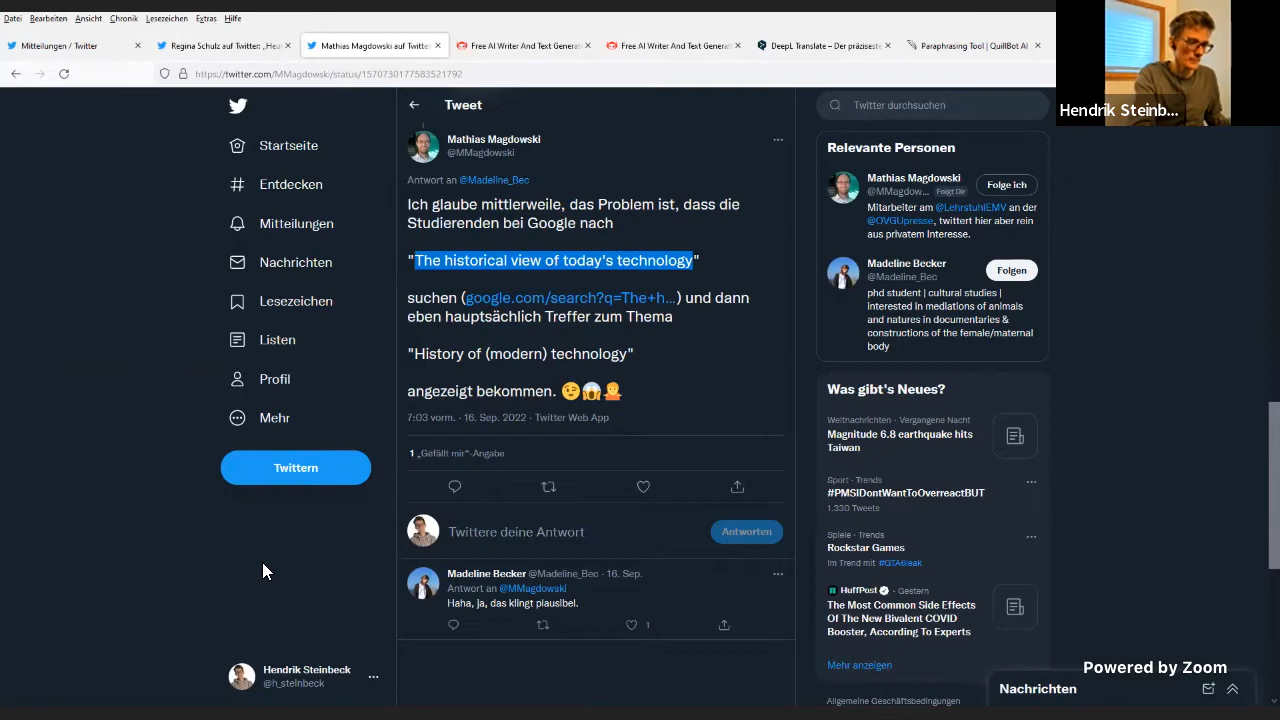 Datei Bearbeiten Ansicht Chronik Lesezeichen Extras Hilfe
Mitteilungen / Twitter
Regina Schulz auf Twitter: „Heu
Mathias Magdowski auf Twitter
Free AI Writer And Text Generat
Free AI Writer And Text Generat
DeepL Translate – Der präziseste
Paraphrasing Tool | QuillBot AI
https://twitter.com/MMagdowski/status/1570730177583521792
Hendrik Steinb...
Startseite
Entdecken
Mitteilungen
Nachrichten
Lesezeichen
Listen
Profil
Mehr
Twittern
Hendrik Steinbeck
@h_steinbeck
Tweet
Mathias Magdowski
@MMagdowski
Antwort an @Madeline_Bec
Ich glaube mittlerweile, das Problem ist, dass die
Studierenden bei Google nach
"The historical view of today's technology"
suchen (google.com/search?q=The+h...) und dann
eben hauptsächlich Treffer zum Thema
"History of (modern) technology"
angezeigt bekommen. 😉😱🤷
7:03 vorm. · 16. Sep. 2022 · Twitter Web App
1 „Gefällt mir“-Angabe
Twittere deine Antwort
Antworten
Madeline Becker @Madeline_Bec · 16. Sep.
Antwort an @MMagdowski
Haha, ja, das klingt plausibel.
1
Twitter durchsuchen
Relevante Personen
Mathias Magdowski
@MMagdow... Folgt Dir
Folge ich
Mitarbeiter am @LehrstuhlEMV an der
@OVGUpresse, twittert hier aber rein
aus privatem Interesse.
Madeline Becker
@Madeline_Bec
Folgen
phd student | cultural studies |
interested in mediations of animals
and natures in documentaries &
constructions of the female/maternal
body
Was gibt's Neues?
Weltnachrichten · Vergangene Nacht
Magnitude 6.8 earthquake hits
Taiwan
Sport · Trends
#PMSIDontWantToOverreactBUT
1.330 Tweets
Spiele · Trends
Rockstar Games
Im Trend mit #GTA6leak
HuffPost · Gestern
The Most Common Side Effects
Of The New Bivalent COVID
Booster, According To Experts
Mehr anzeigen
Allgemeine Geschäftsbedingungen
Powered by Zoom
Nachrichten